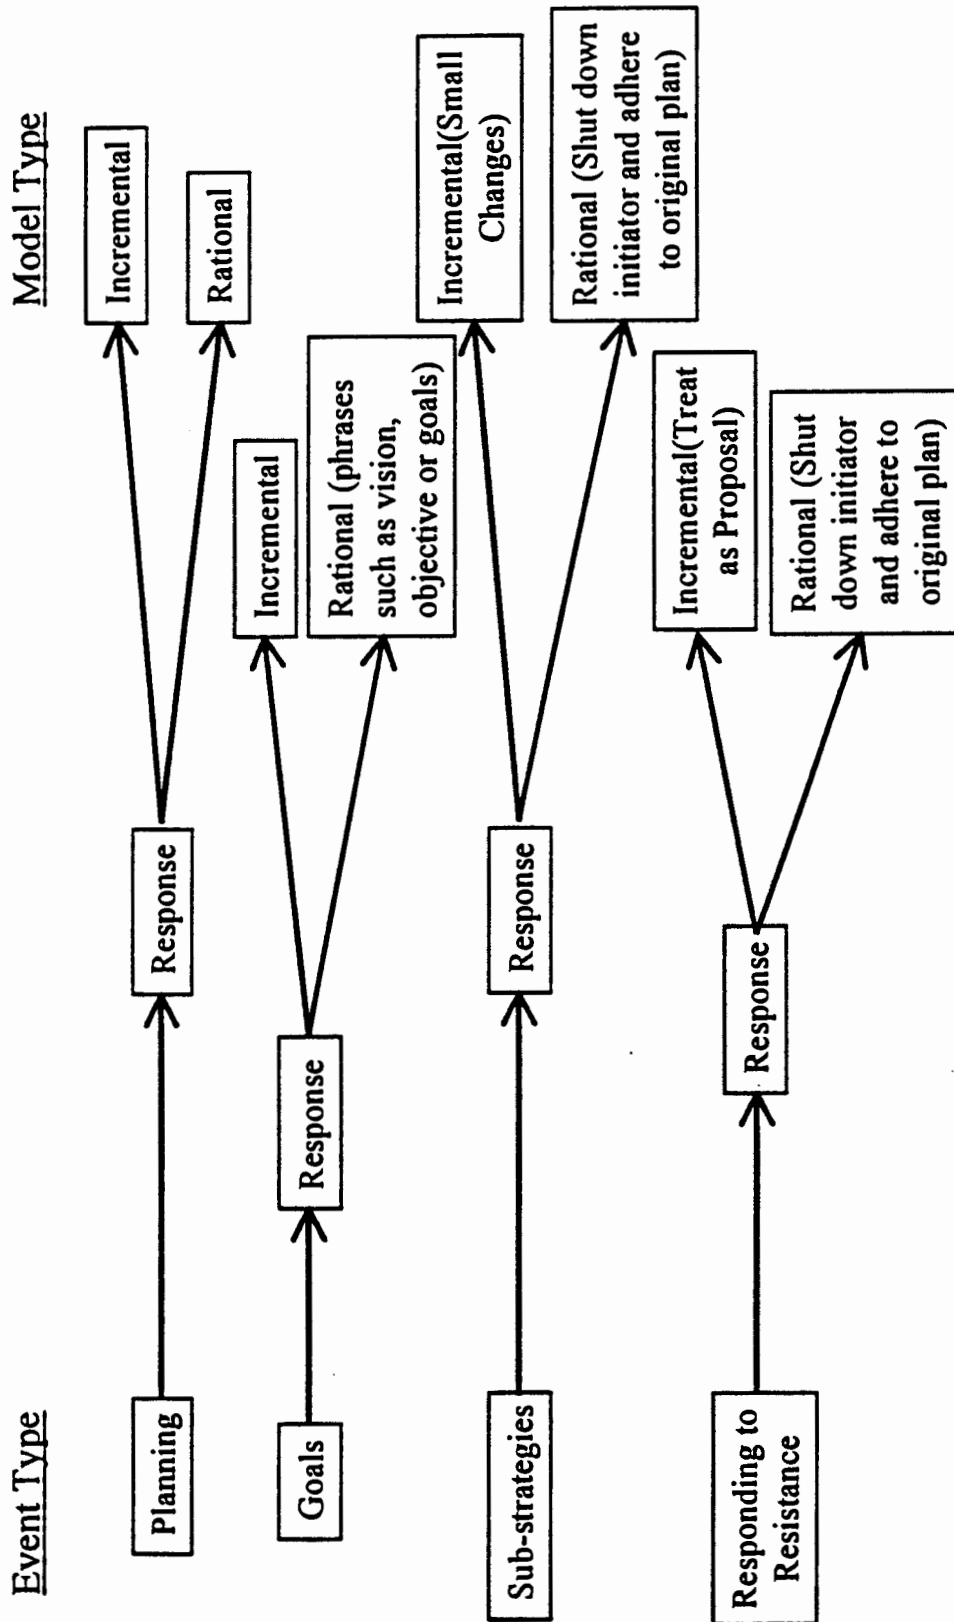 Event Type
Model Type
Planning
Response
Incremental
Rational
Goals
Response
Incremental
Rational (phrases
such as vision,
objective or goals)
Sub-strategies
Response
Incremental(Small
Changes)
Rational (Shut down
initiator and adhere
to original plan)
Responding to
Resistance
Response
Incremental(Treat
as Proposal)
Rational (Shut
down initiator
and adhere to
original plan)